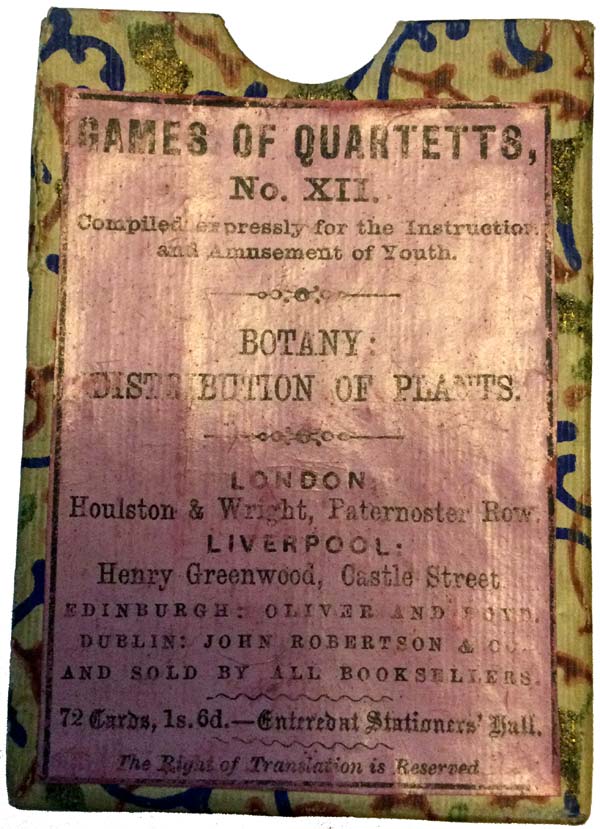 GAMES OF QUARTETTS,
No. XII.
Compiled expressly for the Instruction
and Amusement of Youth.
BOTANY:
DISTRIBUTION OF PLANTS.
LONDON:
Houlston & Wright, Paternoster Row.
LIVERPOOL:
Henry Greenwood, Castle Street
EDINBURGH: OLIVER AND BOYD.
DUBLIN: JOHN ROBERTSON & CO.
AND SOLD BY ALL BOOKSELLERS.
72 Cards, 1s. 6d.—Entered at Stationers' Hall.
The Right of Translation is Reserved